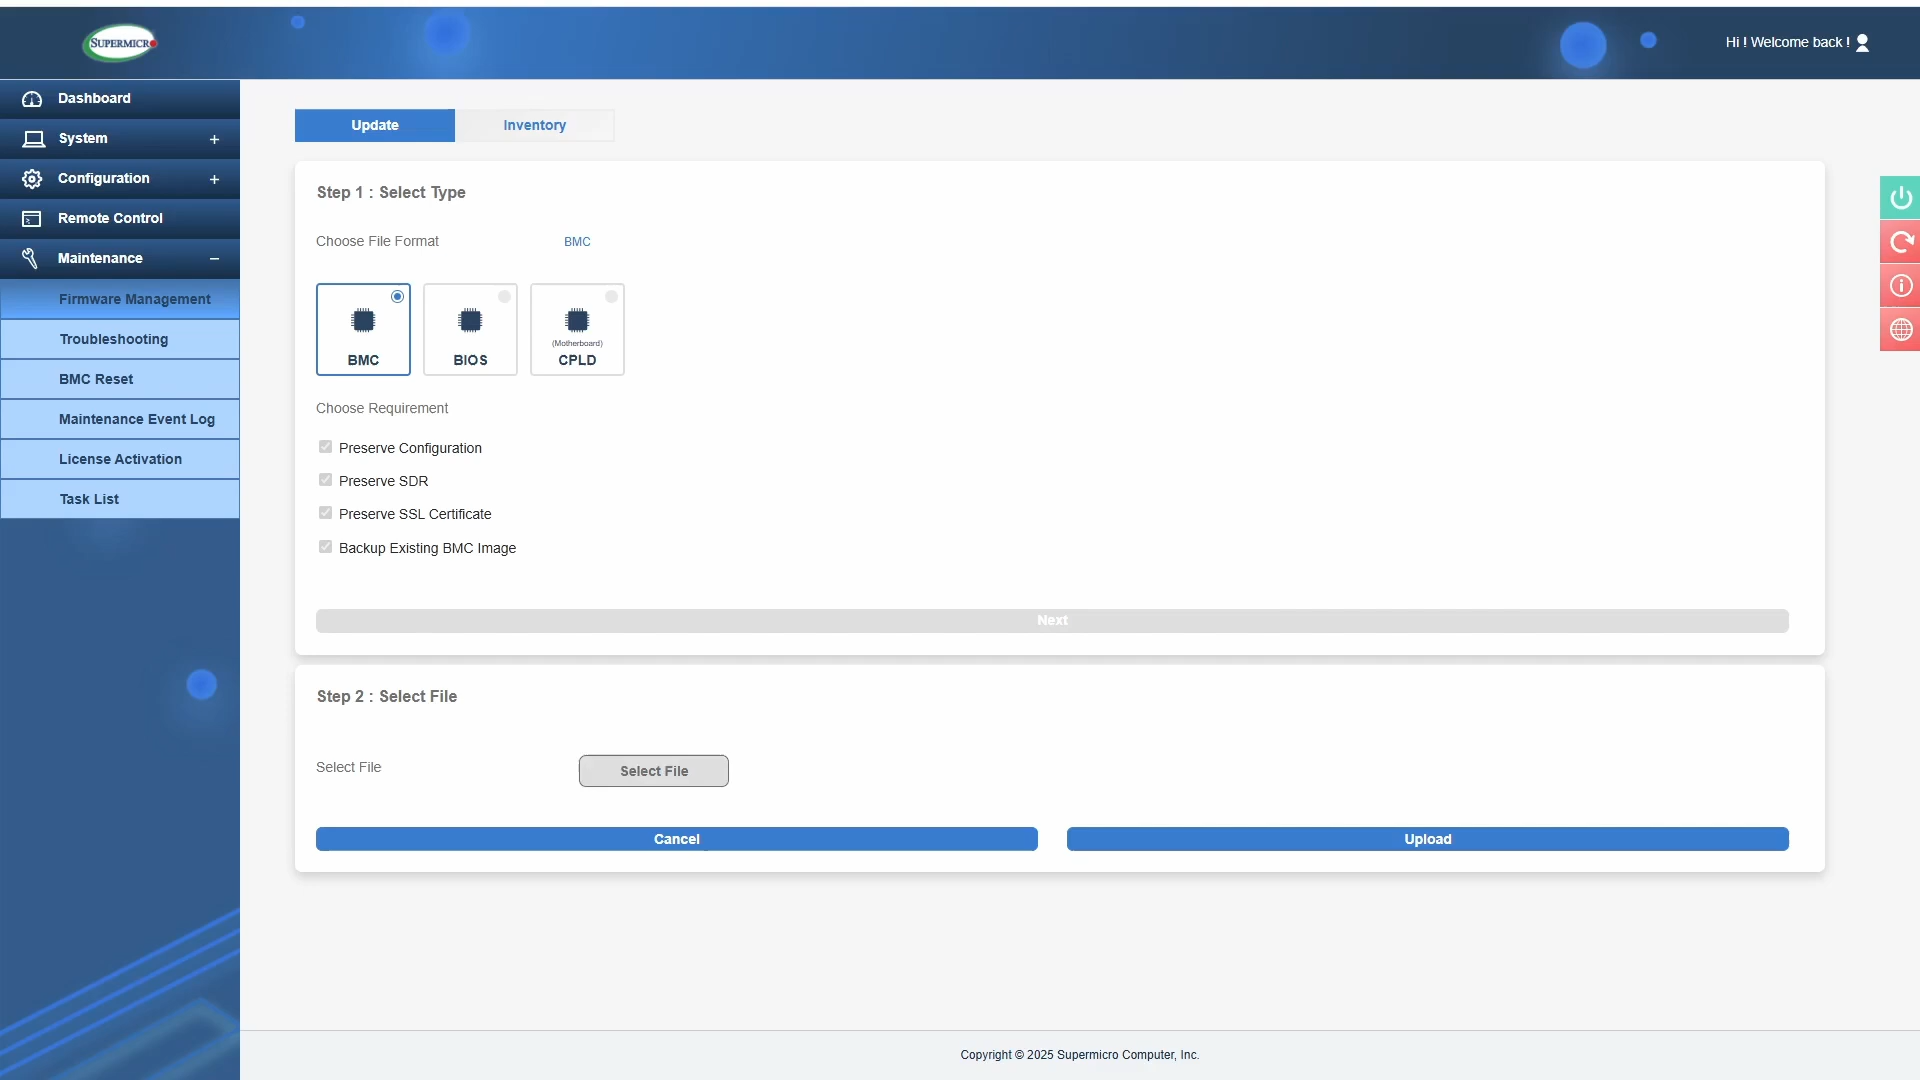 SUPERMICR
Hi ! Welcome back !
Dashboard
System +
Configuration +
Remote Control
Maintenance −
Firmware Management
Troubleshooting
BMC Reset
Maintenance Event Log
License Activation
Task List
Update Inventory
Step 1 : Select Type
Choose File Format BMC
BMC BIOS (Motherboard) CPLD
Choose Requirement
Preserve Configuration
Preserve SDR
Preserve SSL Certificate
Backup Existing BMC Image
Next
Step 2 : Select File
Select File Select File
Cancel Upload
Copyright © 2025 Supermicro Computer, Inc.